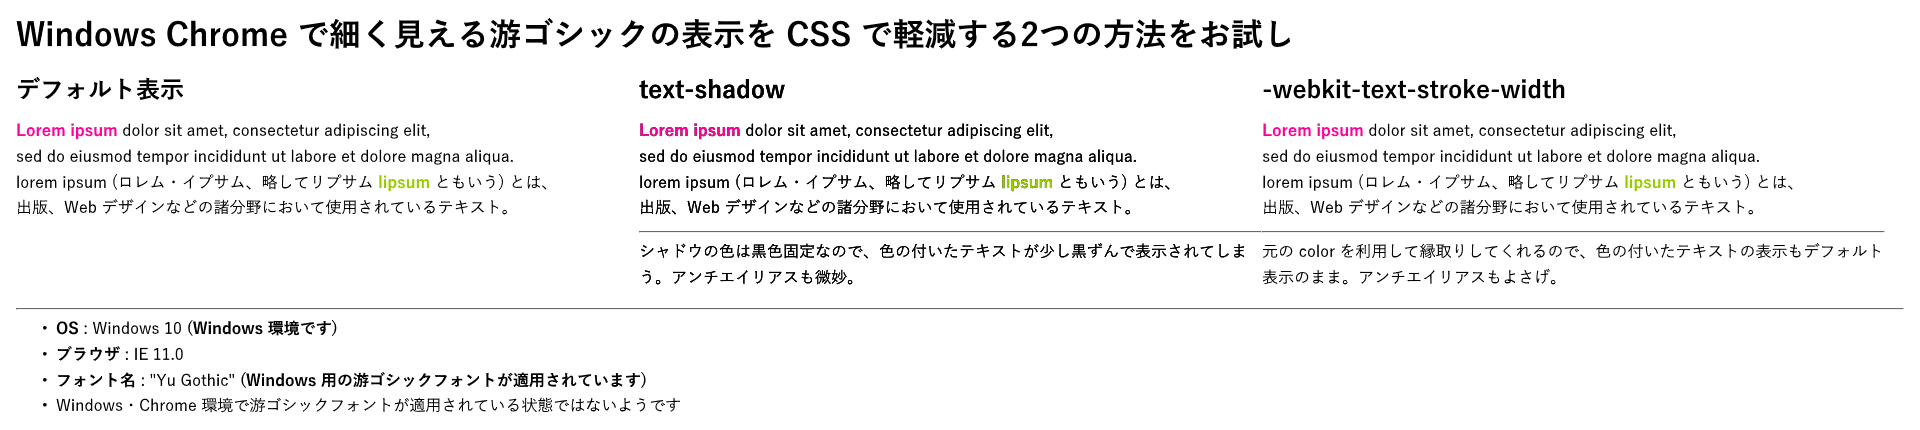 Windows Chrome で細く見える游ゴシックの表示を CSS で軽減する2つの方法をお試し
デフォルト表示
Lorem ipsum dolor sit amet, consectetur adipiscing elit,
sed do eiusmod tempor incididunt ut labore et dolore magna aliqua.
lorem ipsum (ロレム・イプサム、略してリプサム lipsum ともいう) とは、
出版、Web デザインなどの諸分野において使用されているテキスト。
text-shadow
Lorem ipsum dolor sit amet, consectetur adipiscing elit,
sed do eiusmod tempor incididunt ut labore et dolore magna aliqua.
lorem ipsum (ロレム・イプサム、略してリプサム lipsum ともいう) とは、
出版、Web デザインなどの諸分野において使用されているテキスト。
シャドウの色は黒色固定なので、色の付いたテキストが少し黒ずんで表示されてしま
う。アンチエイリアスも微妙。
-webkit-text-stroke-width
Lorem ipsum dolor sit amet, consectetur adipiscing elit,
sed do eiusmod tempor incididunt ut labore et dolore magna aliqua.
lorem ipsum (ロレム・イプサム、略してリプサム lipsum ともいう) とは、
出版、Web デザインなどの諸分野において使用されているテキスト。
元の color を利用して縁取りしてくれるので、色の付いたテキストの表示もデフォルト
表示のまま。アンチエイリアスもよさげ。
・ OS : Windows 10 (Windows 環境です)
・ ブラウザ : IE 11.0
・ フォント名 : "Yu Gothic" (Windows 用の游ゴシックフォントが適用されています)
・ Windows・Chrome 環境で游ゴシックフォントが適用されている状態ではないようです